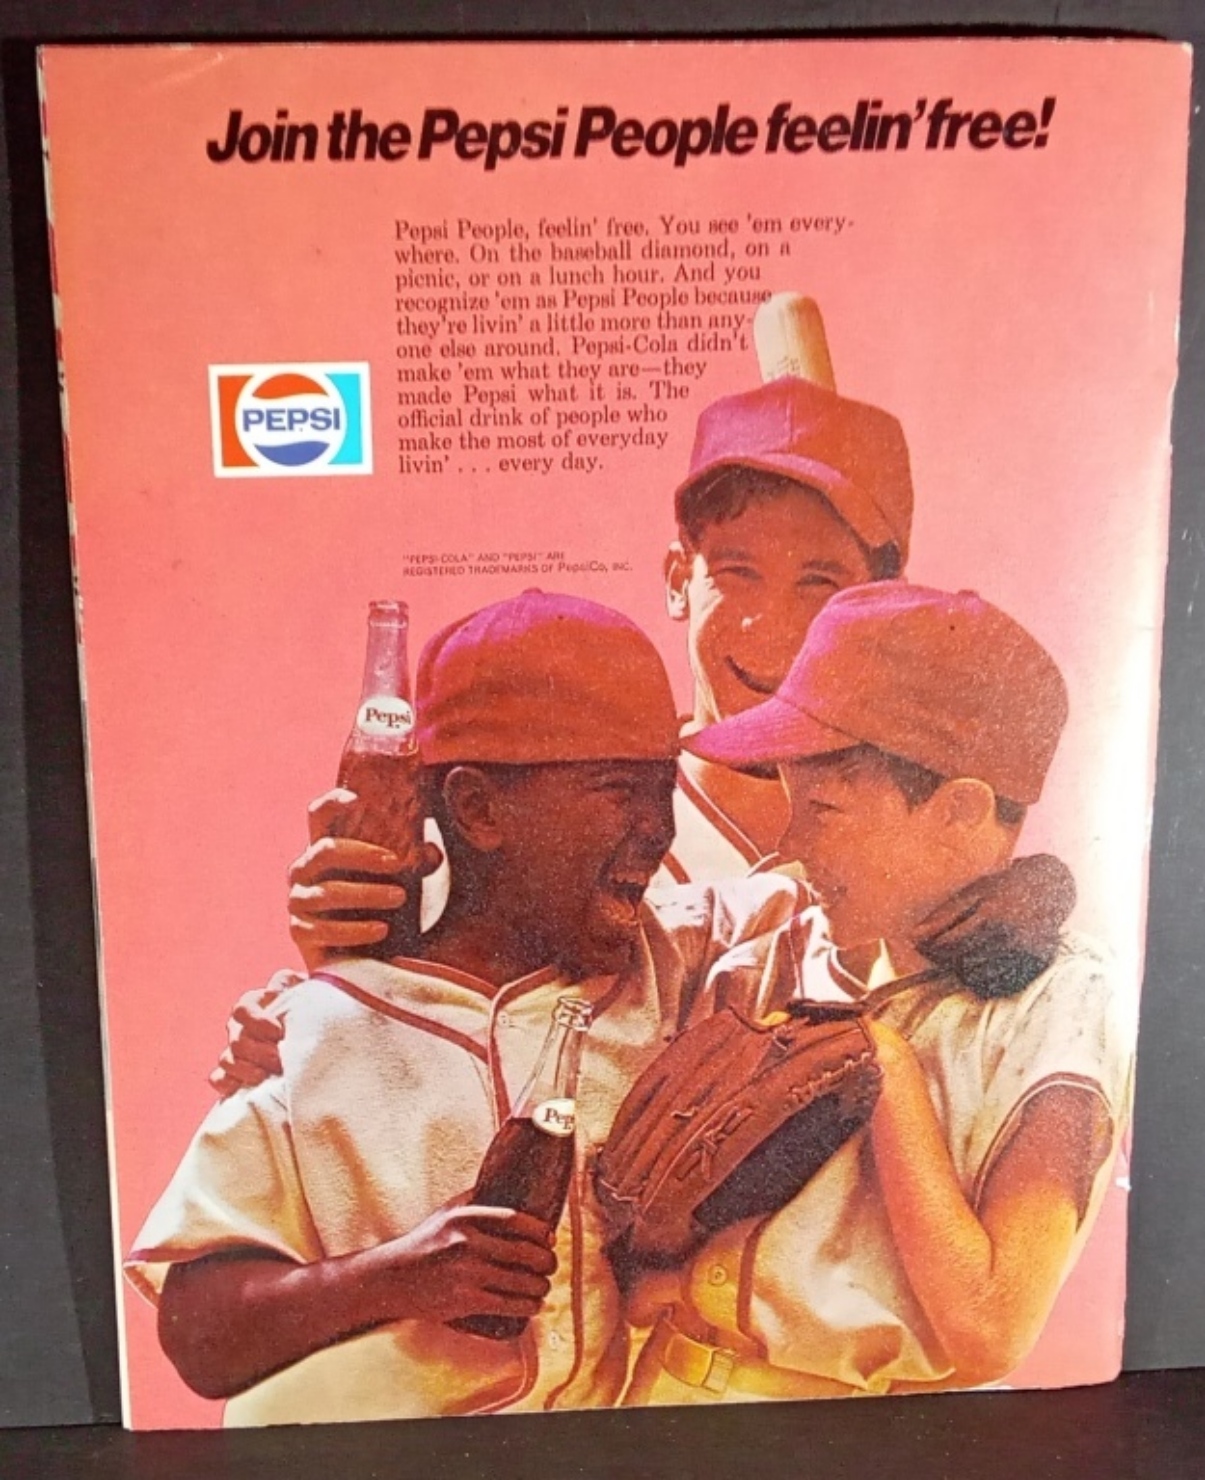 Join the Pepsi People feelin' free!
Pepsi People, feelin' free. You see 'em every-
where. On the baseball diamond, on a
picnic, or on a lunch hour. And you
recognize 'em as Pepsi People because
they're livin' a little more than any-
one else around. Pepsi-Cola didn't
make 'em what they are—they
made Pepsi what it is. The
official drink of people who
make the most of everyday
livin' . . . every day.
PEPSI
"PEPSI-COLA" AND "PEPSI" ARE
REGISTERED TRADEMARKS OF PepsiCo, INC.
Pepsi
Pep